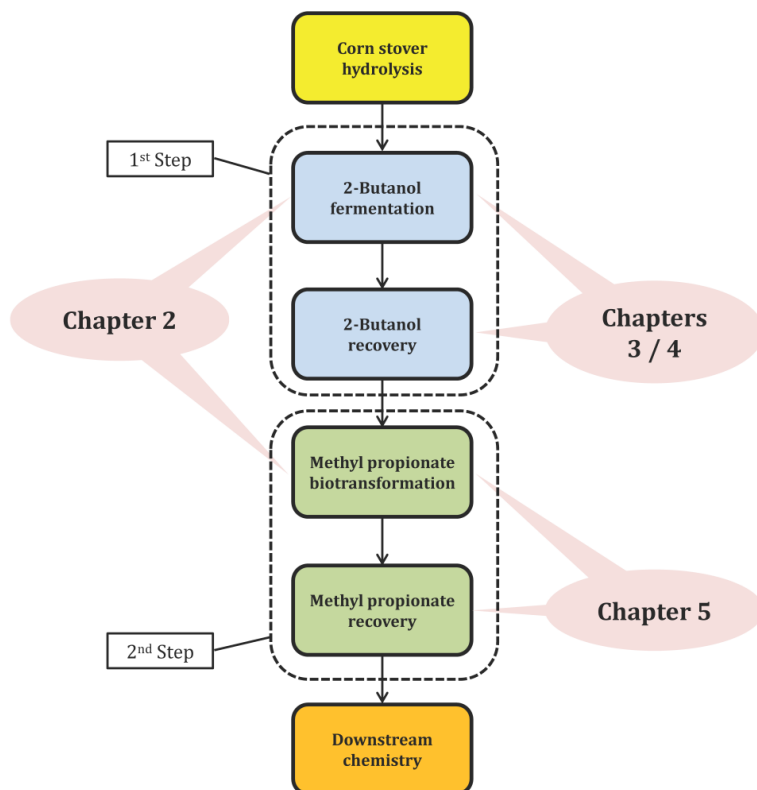 Corn stover
hydrolysis
1st Step
2-Butanol
fermentation
Chapter 2
2-Butanol
recovery
Chapters
3 / 4
Methyl propionate
biotransformation
Methyl propionate
recovery
Chapter 5
2nd Step
Downstream
chemistry